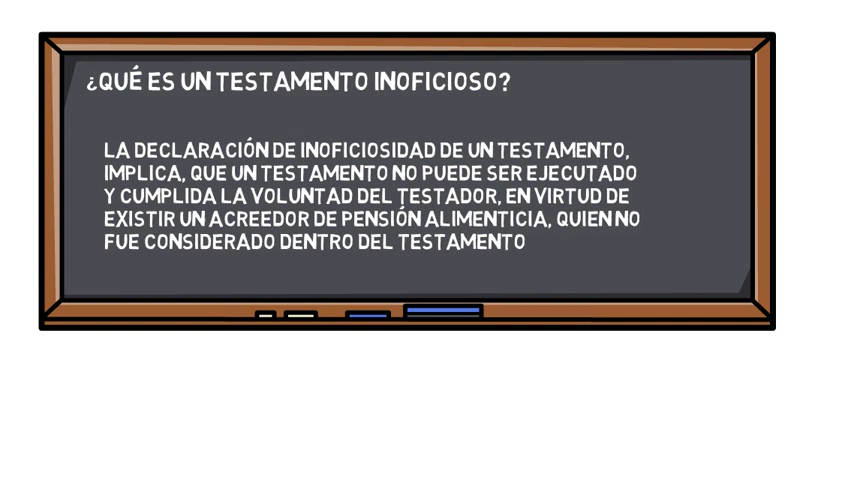 ¿QUÉ ES UN TESTAMENTO INOFICIOSO?
LA DECLARACIÓN DE INOFICIOSIDAD DE UN TESTAMENTO,
IMPLICA, QUE UN TESTAMENTO NO PUEDE SER EJECUTADO
Y CUMPLIDA LA VOLUNTAD DEL TESTADOR, EN VIRTUD DE
EXISTIR UN ACREEDOR DE PENSIÓN ALIMENTICIA, QUIEN NO
FUE CONSIDERADO DENTRO DEL TESTAMENTO